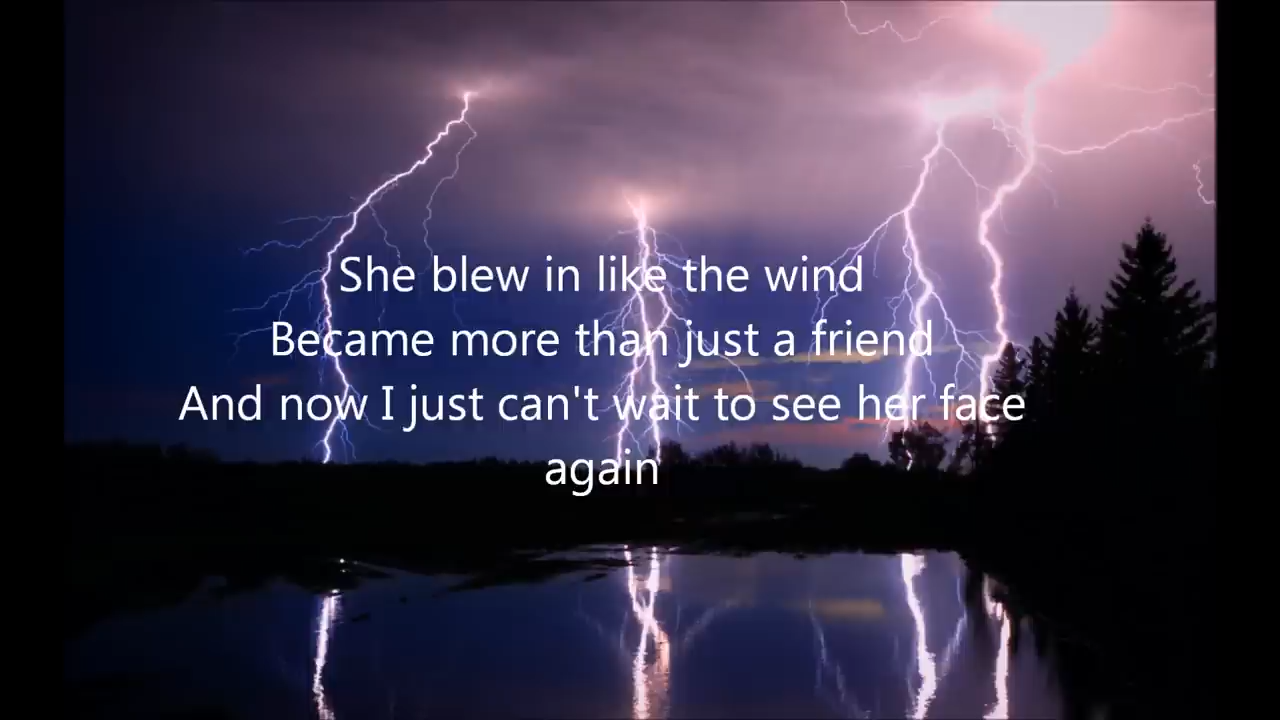 She blew in like the wind
Became more than just a friend
And now I just can't wait to see her face
again